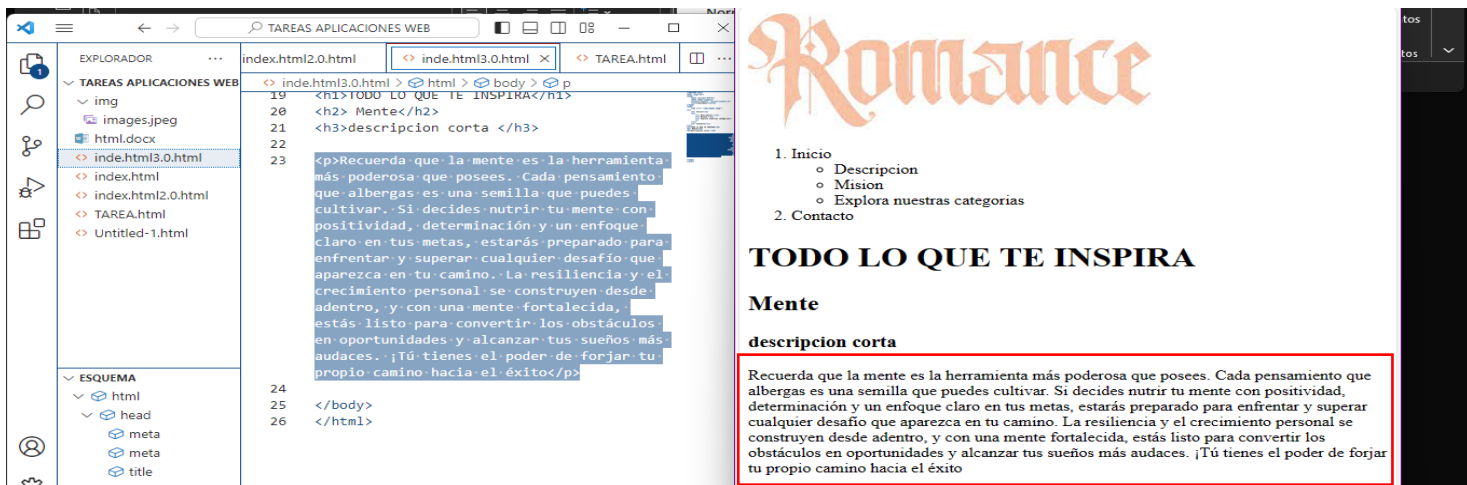 Norr
TAREAS APLICACIONES WEB
tos
tos
EXPLORADOR
TAREAS APLICACIONES WEB
img
images.jpeg
html.docx
inde.html3.0.html
index.html
index.html2.0.html
TAREA.html
Untitled-1.html
ESQUEMA
html
head
meta
meta
title
1
index.html2.0.html
inde.html3.0.html
TAREA.html
inde.html3.0.html > html > body > p
19 <h1>TODO LO QUE TE INSPIRA</h1>
20 <h2> Mente</h2>
21 <h3>descripcion corta </h3>
22
23 <p>Recuerda que la mente es la herramienta
más poderosa que posees. Cada pensamiento
que albergas es una semilla que puedes
cultivar. Si decides nutrir tu mente con
positividad, determinación y un enfoque
claro en tus metas, estarás preparado para
enfrentar y superar cualquier desafío que
aparezca en tu camino. La resiliencia y el
crecimiento personal se construyen desde
adentro, y con una mente fortalecida,
estás listo para convertir los obstáculos
en oportunidades y alcanzar tus sueños más
audaces. ¡Tú tienes el poder de forjar tu
propio camino hacia el éxito</p>
24
25 </body>
26 </html>
Romance
1. Inicio
Descripcion
Mision
Explora nuestras categorias
2. Contacto
TODO LO QUE TE INSPIRA
Mente
descripcion corta
Recuerda que la mente es la herramienta más poderosa que posees. Cada pensamiento que
albergas es una semilla que puedes cultivar. Si decides nutrir tu mente con positividad,
determinación y un enfoque claro en tus metas, estarás preparado para enfrentar y superar
cualquier desafío que aparezca en tu camino. La resiliencia y el crecimiento personal se
construyen desde adentro, y con una mente fortalecida, estás listo para convertir los
obstáculos en oportunidades y alcanzar tus sueños más audaces. ¡Tú tienes el poder de forjar
tu propio camino hacia el éxito